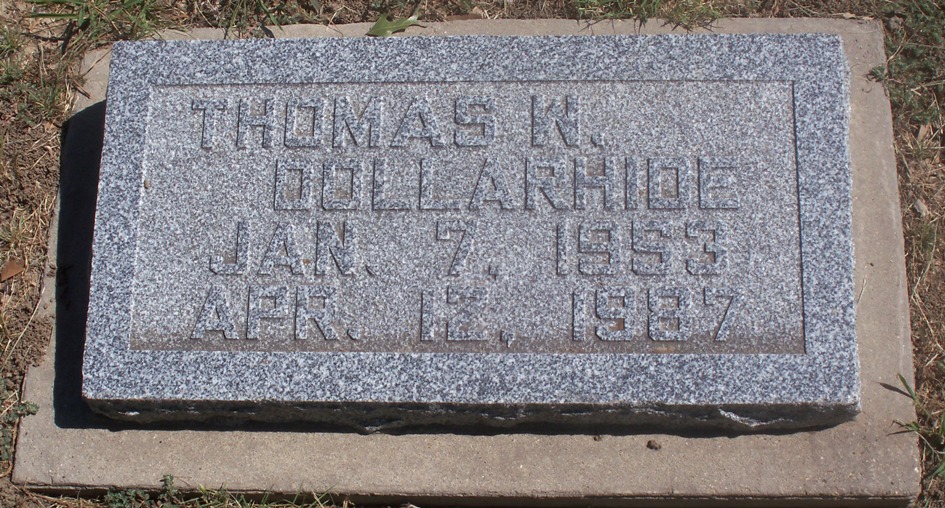 THOMAS W.
DOLLARHIDE
JAN. 7, 1953
APR. 12, 1987